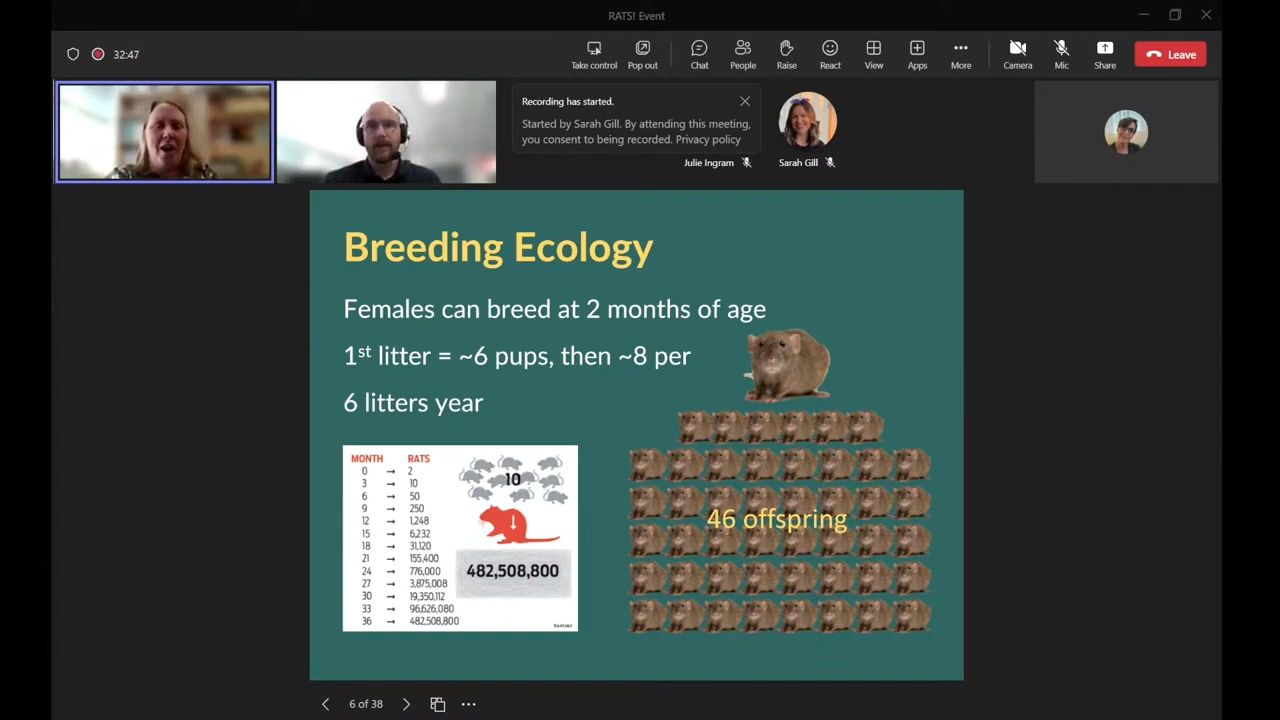 RATS! Event
32:47
Take control
Pop out
Chat
People
Raise
React
View
Apps
More
Camera
Mic
Share
Leave
Recording has started.
Started by Sarah Gill. By attending this meeting,
you consent to being recorded. Privacy policy
Julie Ingram
Sarah Gill
Breeding Ecology
Females can breed at 2 months of age
1st litter = ~6 pups, then ~8 per
6 litters year
MONTH RATS
0 → 2
3 → 10
6 → 50
9 → 250
12 → 1,248
15 → 6,232
18 → 31,120
21 → 155,400
24 → 776,000
27 → 3,875,008
30 → 19,350,112
33 → 96,626,080
36 → 482,508,800
10
482,508,800
Rentokil
46 offspring
6 of 38